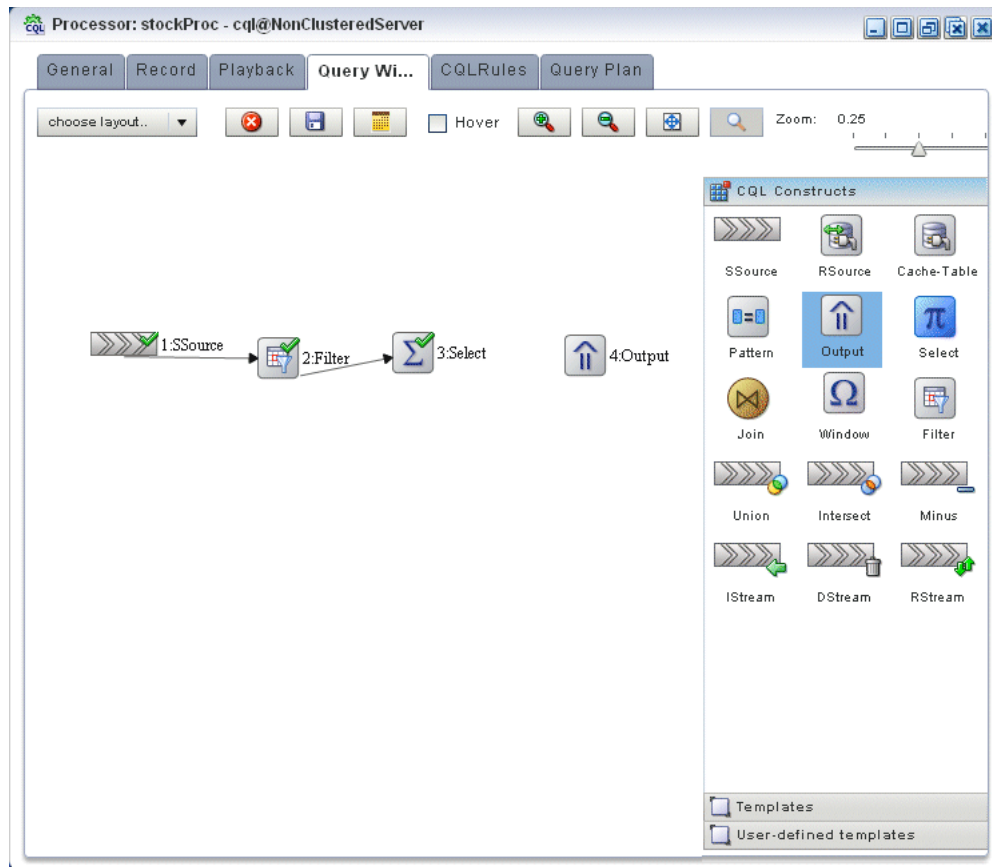 Processor: stockProc - cql@NonClusteredServer
General Record Playback Query Wi... CQLRules Query Plan
choose layout.. Hover Zoom: 0.25
CQL Constructs
SSource RSource Cache-Table
Pattern Output Select
Join Window Filter
Union Intersect Minus
IStream DStream RStream
1:SSource 2:Filter 3:Select 4:Output
Templates
User-defined templates